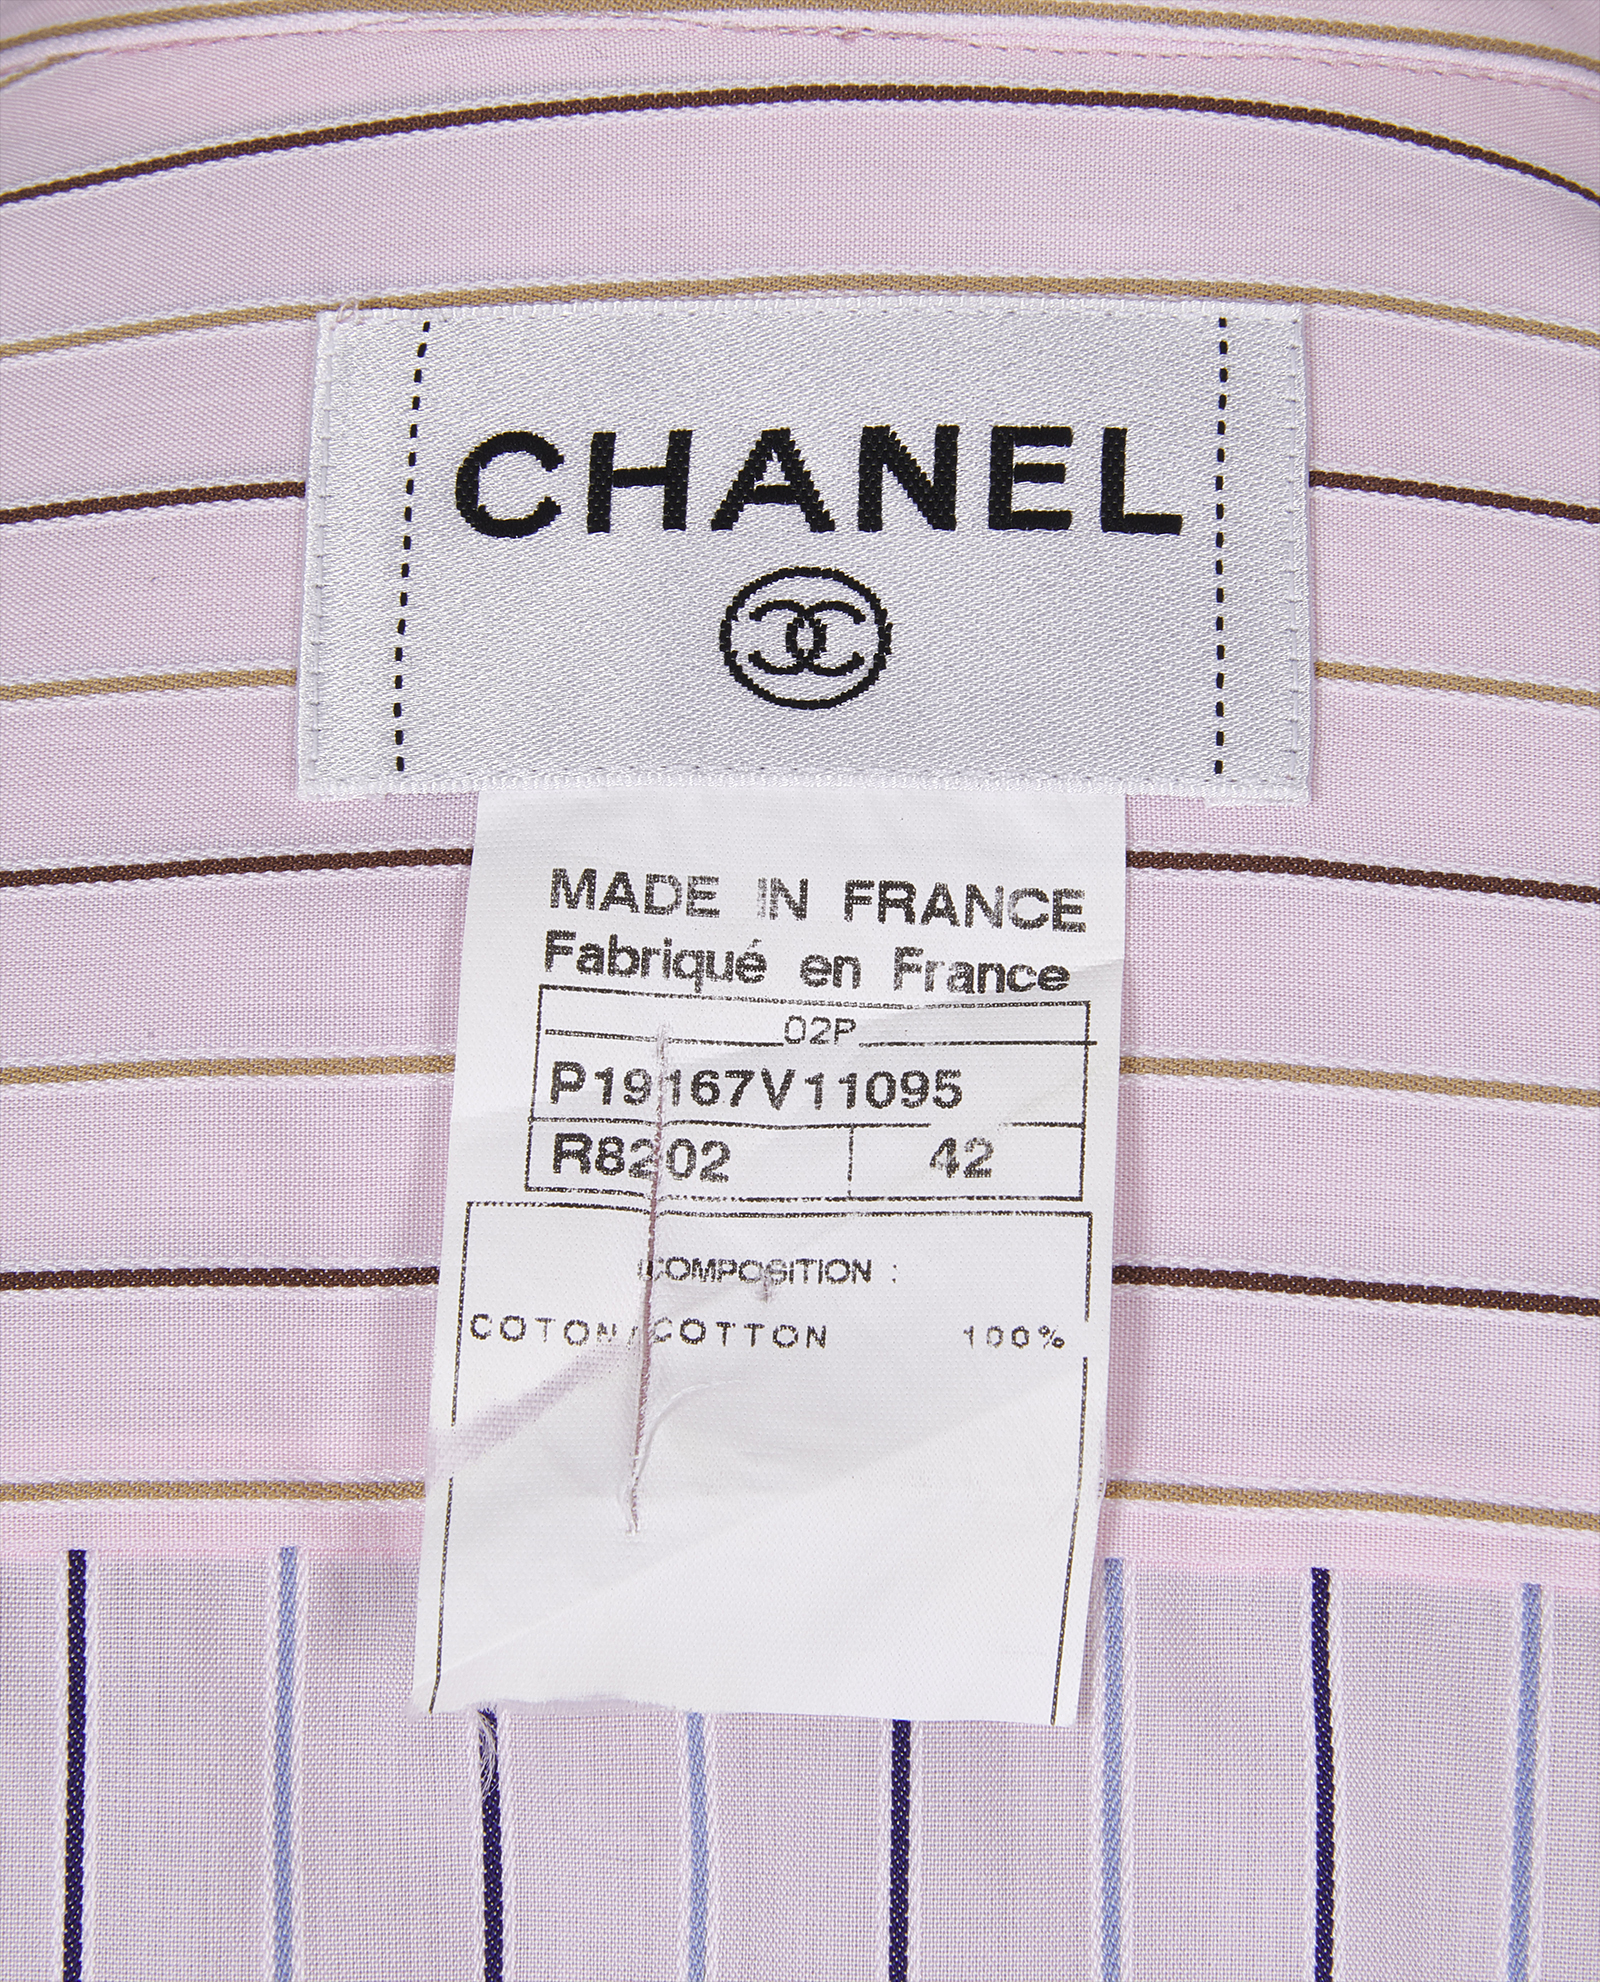 CHANEL
MADE IN FRANCE
Fabriqué en France
02P
P19167V11095
R8202 42
COMPOSITION :
COTON/COTTON 100%